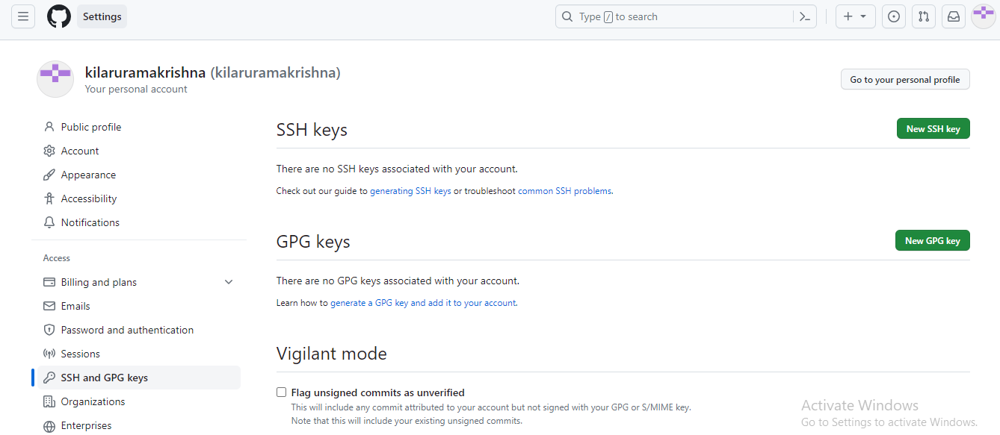 Settings
Type / to search
kilaruramakrishna (kilaruramakrishna)
Your personal account
Go to your personal profile
Public profile
Account
Appearance
Accessibility
Notifications
Access
Billing and plans
Emails
Password and authentication
Sessions
SSH and GPG keys
Organizations
Enterprises
SSH keys
New SSH key
There are no SSH keys associated with your account.
Check out our guide to generating SSH keys or troubleshoot common SSH problems.
GPG keys
New GPG key
There are no GPG keys associated with your account.
Learn how to generate a GPG key and add it to your account.
Vigilant mode
Flag unsigned commits as unverified
This will include any commit attributed to your account but not signed with your GPG or S/MIME key.
Note that this will include your existing unsigned commits.
Activate Windows
Go to Settings to activate Windows.